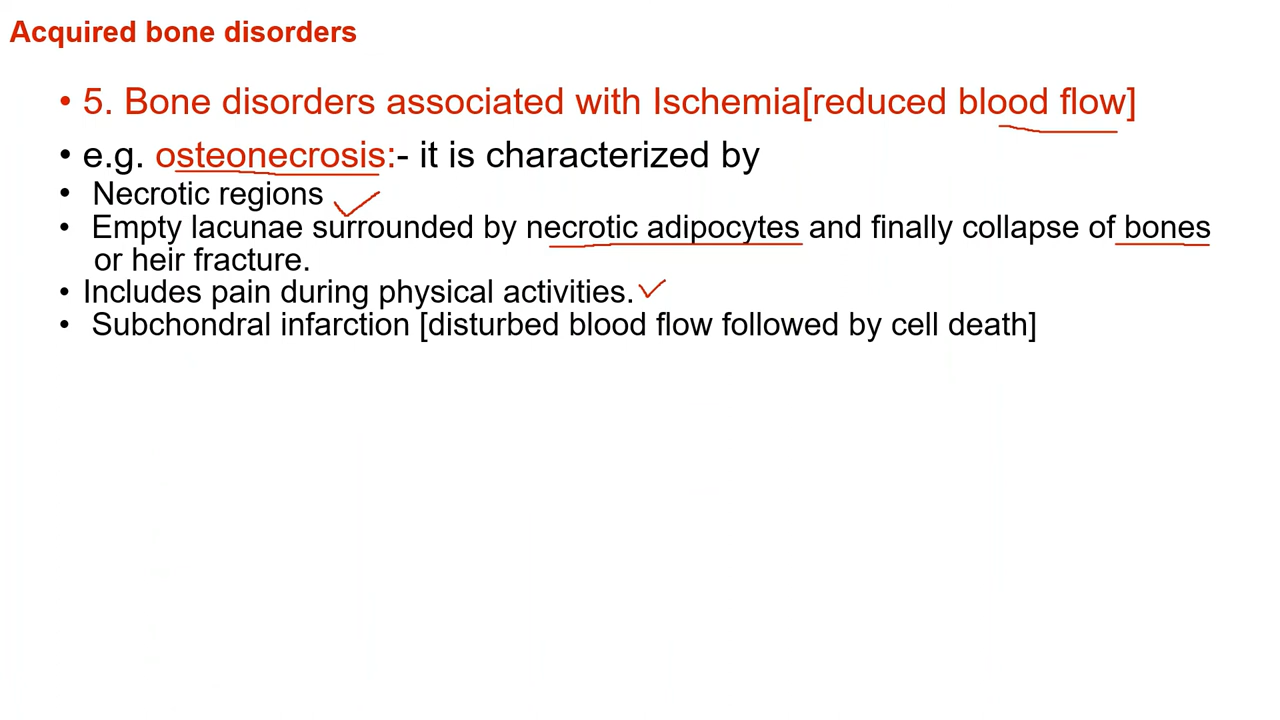 Acquired bone disorders
• 5. Bone disorders associated with Ischemia[reduced blood flow]
• e.g. osteonecrosis:- it is characterized by
• Necrotic regions
• Empty lacunae surrounded by necrotic adipocytes and finally collapse of bones
or heir fracture.
• Includes pain during physical activities.
• Subchondral infarction [disturbed blood flow followed by cell death]